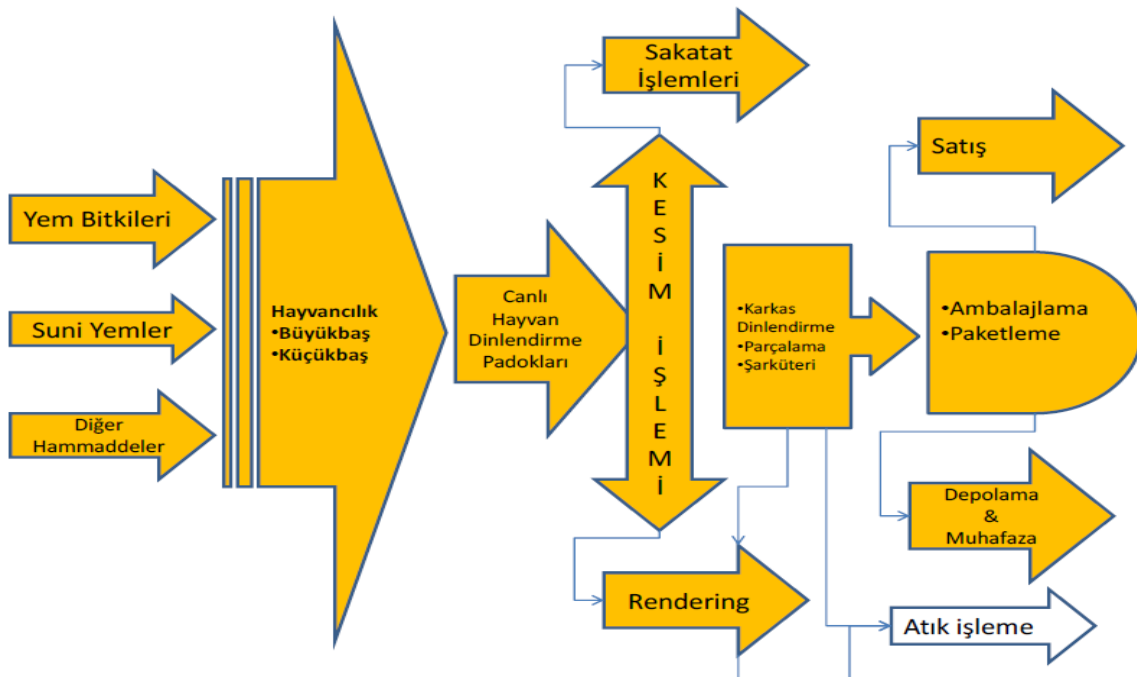 Yem Bitkileri
Suni Yemler
Diğer
Hammaddeler
Hayvancılık
•Büyükbaş
•Küçükbaş
Canlı
Hayvan
Dinlendirme
Padokları
Sakatat
İşlemleri
K
E
S
İ
M
İ
Ş
L
E
M
İ
Rendering
•Karkas
Dinlendirme
•Parçalama
•Şarküteri
Satış
•Ambalajlama
•Paketleme
Depolama
&
Muhafaza
Atık işleme